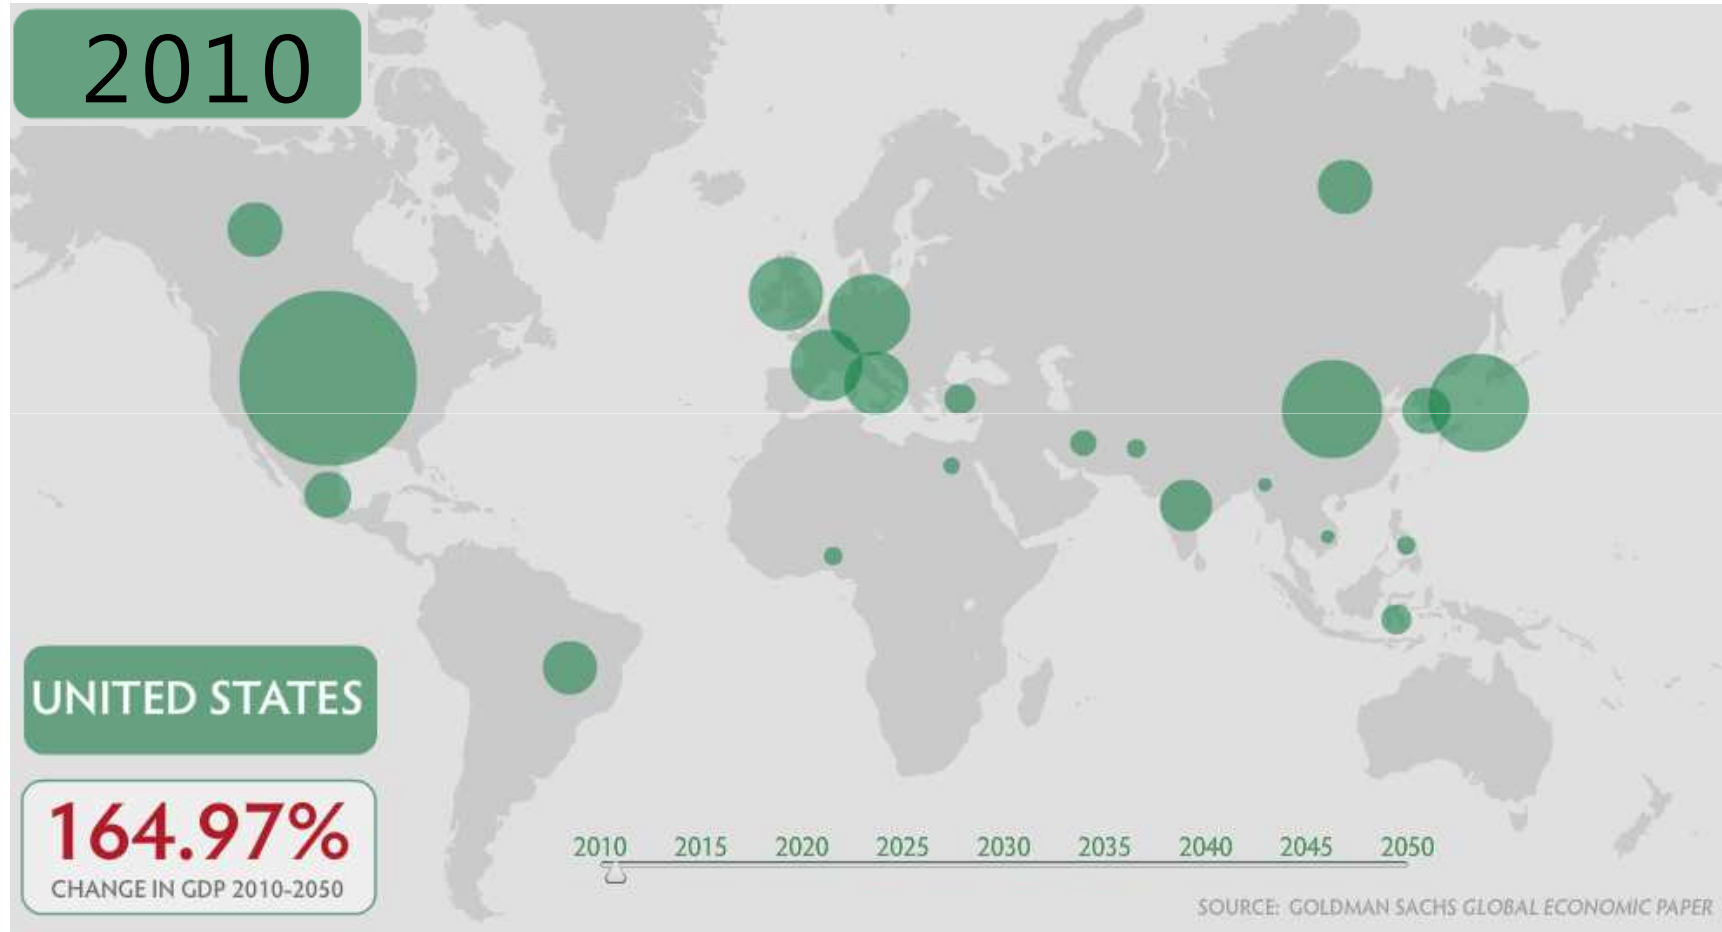 2010
UNITED STATES
164.97%
CHANGE IN GDP 2010-2050
2010 2015 2020 2025 2030 2035 2040 2045 2050
SOURCE: GOLDMAN SACHS GLOBAL ECONOMIC PAPER